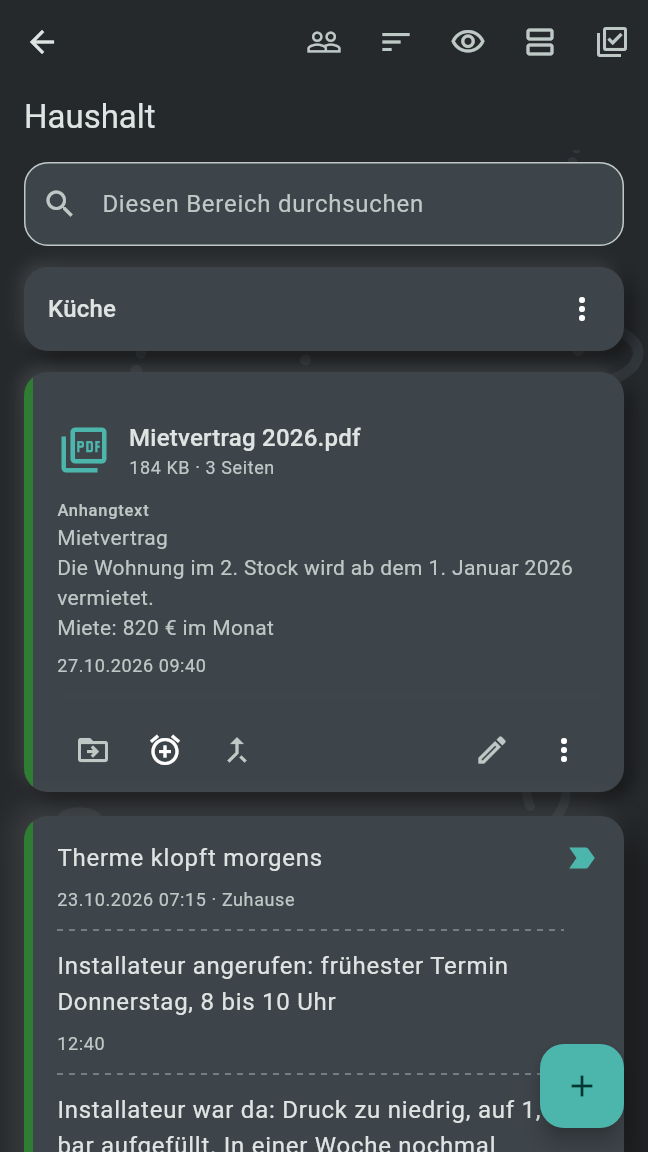 Haushalt
Diesen Bereich durchsuchen
Küche
PDF
Mietvertrag 2026.pdf
184 KB · 3 Seiten
Anhangtext
Mietvertrag
Die Wohnung im 2. Stock wird ab dem 1. Januar 2026
vermietet.
Miete: 820 € im Monat
27.10.2026 09:40
Therme klopft morgens
23.10.2026 07:15 · Zuhause
Installateur angerufen: frühester Termin
Donnerstag, 8 bis 10 Uhr
12:40
Installateur war da: Druck zu niedrig, auf 1,
bar aufgefüllt. In einer Woche nochmal